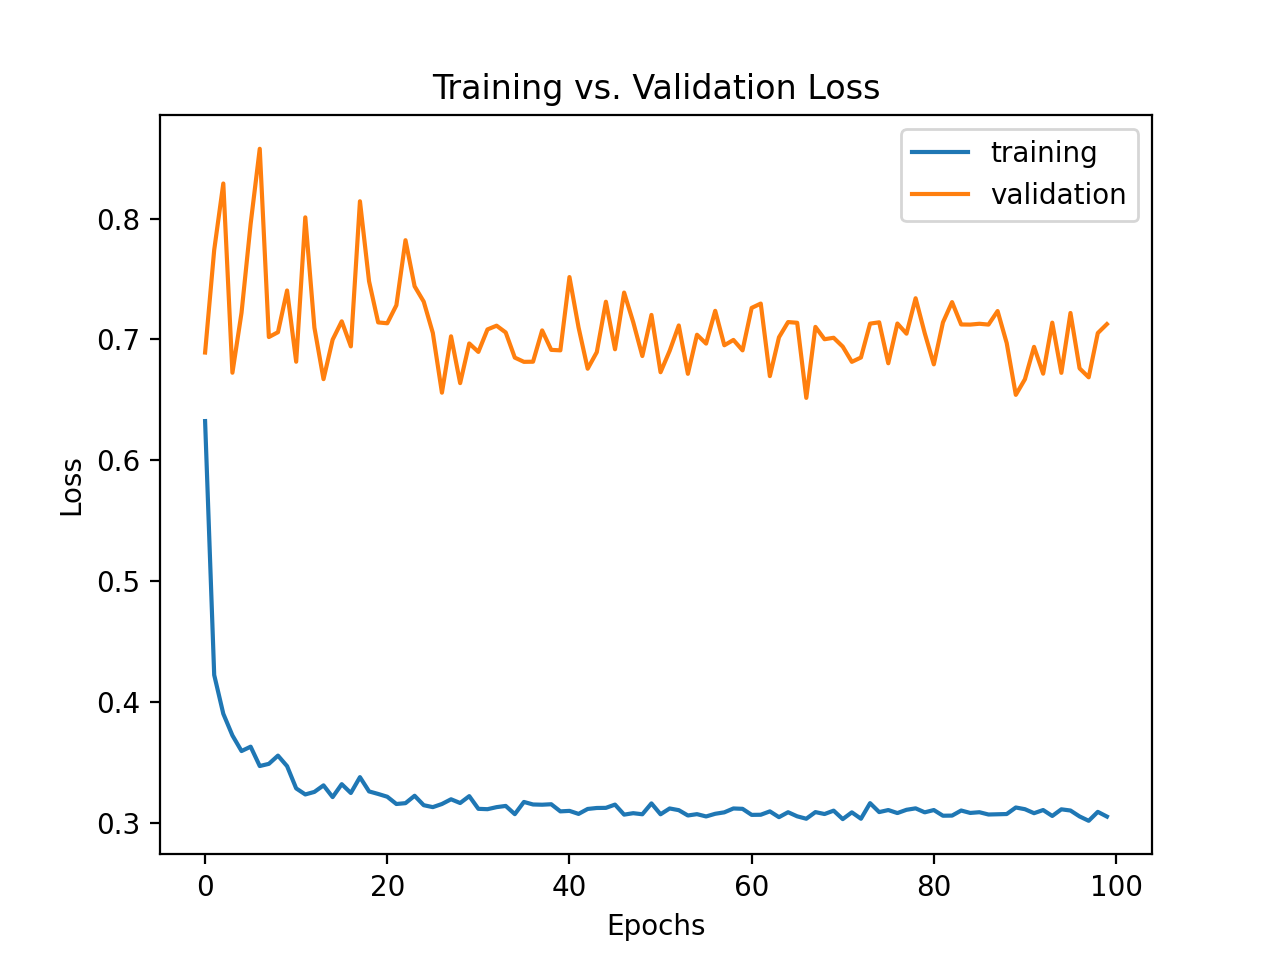 Training vs. Validation Loss
training
validation
0.8
0.7
0.6
0.5
0.4
0.3
Loss
0 20 40 60 80 100
Epochs